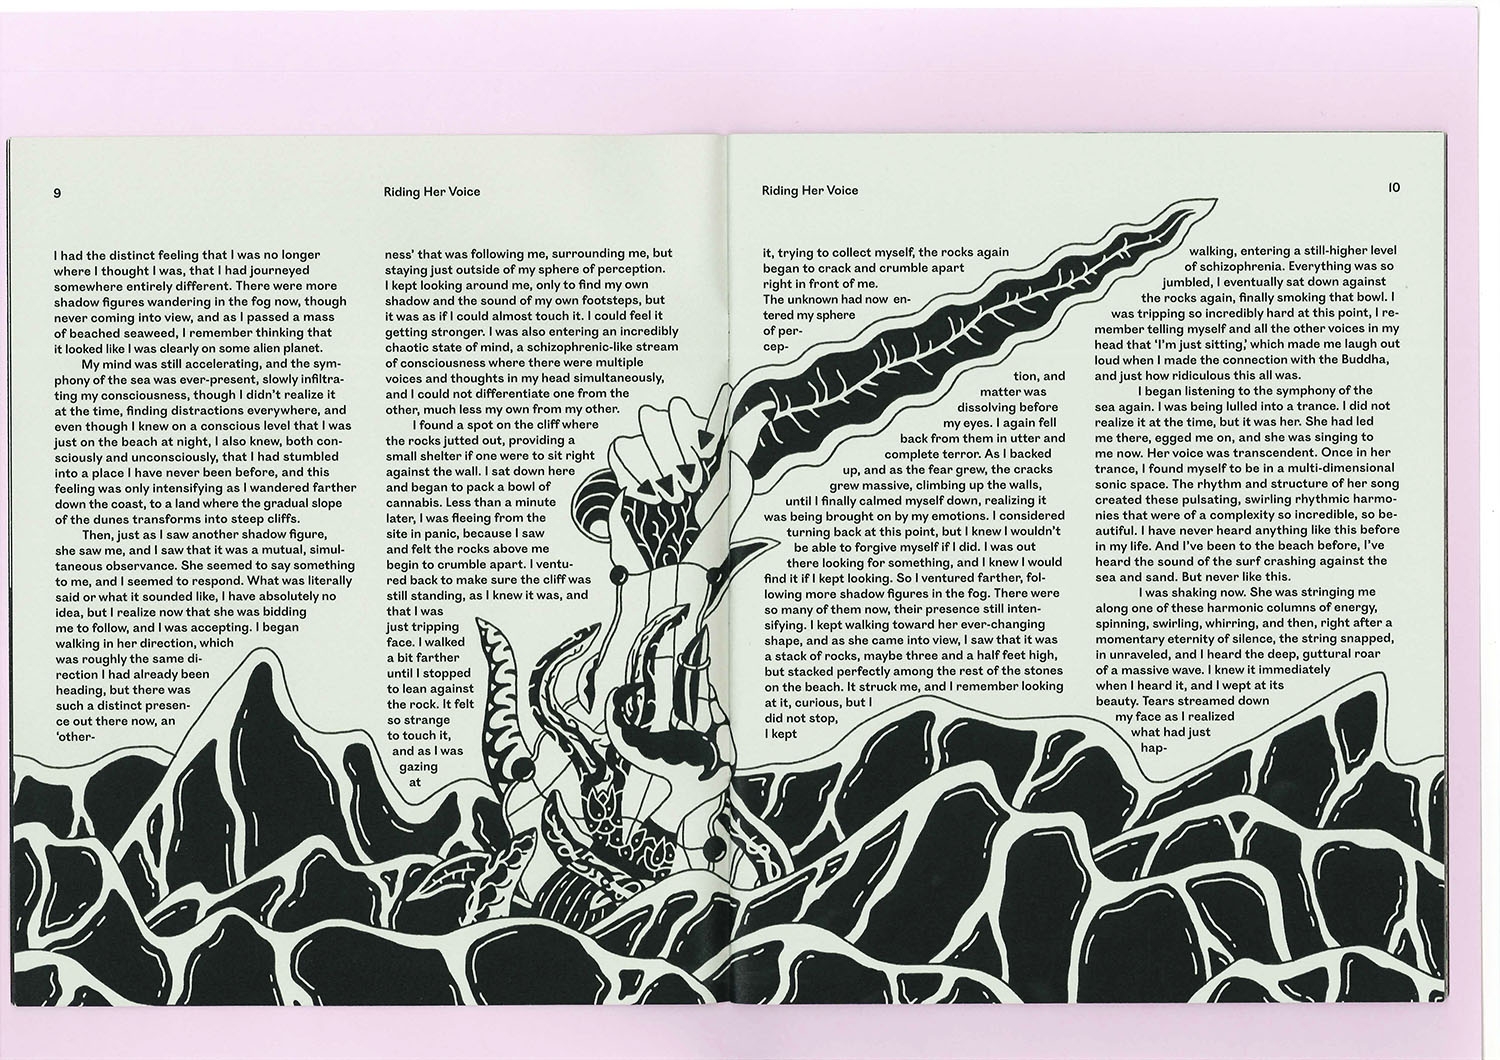 9
Riding Her Voice
I had the distinct feeling that I was no longer
where I thought I was, that I had journeyed
somewhere entirely different. There were more
shadow figures wandering in the fog now, though
never coming into view, and as I passed a mass
of beached seaweed, I remember thinking that
it looked like I was clearly on some alien planet.
My mind was still accelerating, and the sym-
phony of the sea was ever-present, slowly infiltra-
ting my consciousness, though I didn't realize it
at the time, finding distractions everywhere, and
even though I knew on a conscious level that I was
just on the beach at night, I also knew, both con-
sciously and unconsciously, that I had stumbled
into a place I have never been before, and this
feeling was only intensifying as I wandered farther
down the coast, to a land where the gradual slope
of the dunes transforms into steep cliffs.
Then, just as I saw another shadow figure,
she saw me, and I saw that it was a mutual, simul-
taneous observance. She seemed to say something
to me, and I seemed to respond. What was literally
said or what it sounded like, I have absolutely no
idea, but I realize now that she was bidding
me to follow, and I was accepting. I began
walking in her direction, which
was roughly the same di-
rection I had already been
heading, but there was
such a distinct presen-
ce out there now, an
'other-
ness' that was following me, surrounding me, but
staying just outside of my sphere of perception.
I kept looking around me, only to find my own
shadow and the sound of my own footsteps, but
it was as if I could almost touch it. I could feel it
getting stronger. I was also entering an incredibly
chaotic state of mind, a schizophrenic-like stream
of consciousness where there were multiple
voices and thoughts in my head simultaneously,
and I could not differentiate one from the
other, much less my own from my other.
I found a spot on the cliff where
the rocks jutted out, providing a
small shelter if one were to sit right
against the wall. I sat down here
and began to pack a bowl of
cannabis. Less than a minute
later, I was fleeing from the
site in panic, because I saw
and felt the rocks above me
begin to crumble apart. I ventu-
red back to make sure the cliff was
still standing, as I knew it was, and
that I was
just tripping
face. I walked
a bit farther
until I stopped
to lean against
the rock. It felt
so strange
to touch it,
and as I was
gazing
at
Riding Her Voice
10
it, trying to collect myself, the rocks again
began to crack and crumble apart
right in front of me.
The unknown had now en-
tered my sphere
of per-
cep-
tion, and
matter was
dissolving before
my eyes. I again fell
back from them in utter and
complete terror. As I backed
up, and as the fear grew, the cracks
grew massive, climbing up the walls,
until I finally calmed myself down, realizing it
was being brought on by my emotions. I considered
turning back at this point, but I knew I wouldn't
be able to forgive myself if I did. I was out
there looking for something, and I knew I would
find it if I kept looking. So I ventured farther, fol-
lowing more shadow figures in the fog. There were
so many of them now, their presence still inten-
sifying. I kept walking toward her ever-changing
shape, and as she came into view, I saw that it was
a stack of rocks, maybe three and a half feet high,
but stacked perfectly among the rest of the stones
on the beach. It struck me, and I remember looking
at it, curious, but I
did not stop,
I kept
walking, entering a still-higher level
of schizophrenia. Everything was so
jumbled, I eventually sat down against
the rocks again, finally smoking that bowl. I
was tripping so incredibly hard at this point, I re-
member telling myself and all the other voices in my
head that 'I'm just sitting,' which made me laugh out
loud when I made the connection with the Buddha,
and just how ridiculous this all was.
I began listening to the symphony of the
sea again. I was being lulled into a trance. I did not
realize it at the time, but it was her. She had led
me there, egged me on, and she was singing to
me now. Her voice was transcendent. Once in her
trance, I found myself to be in a multi-dimensional
sonic space. The rhythm and structure of her song
created these pulsating, swirling rhythmic harmo-
nies that were of a complexity so incredible, so be-
autiful. I have never heard anything like this before
in my life. And I've been to the beach before, I've
heard the sound of the surf crashing against the
sea and sand. But never like this.
I was shaking now. She was stringing me
along one of these harmonic columns of energy,
spinning, swirling, whirring, and then, right after a
momentary eternity of silence, the string snapped,
in unraveled, and I heard the deep, guttural roar
of a massive wave. I knew it immediately
when I heard it, and I wept at its
beauty. Tears streamed down
my face as I realized
what had just
hap-